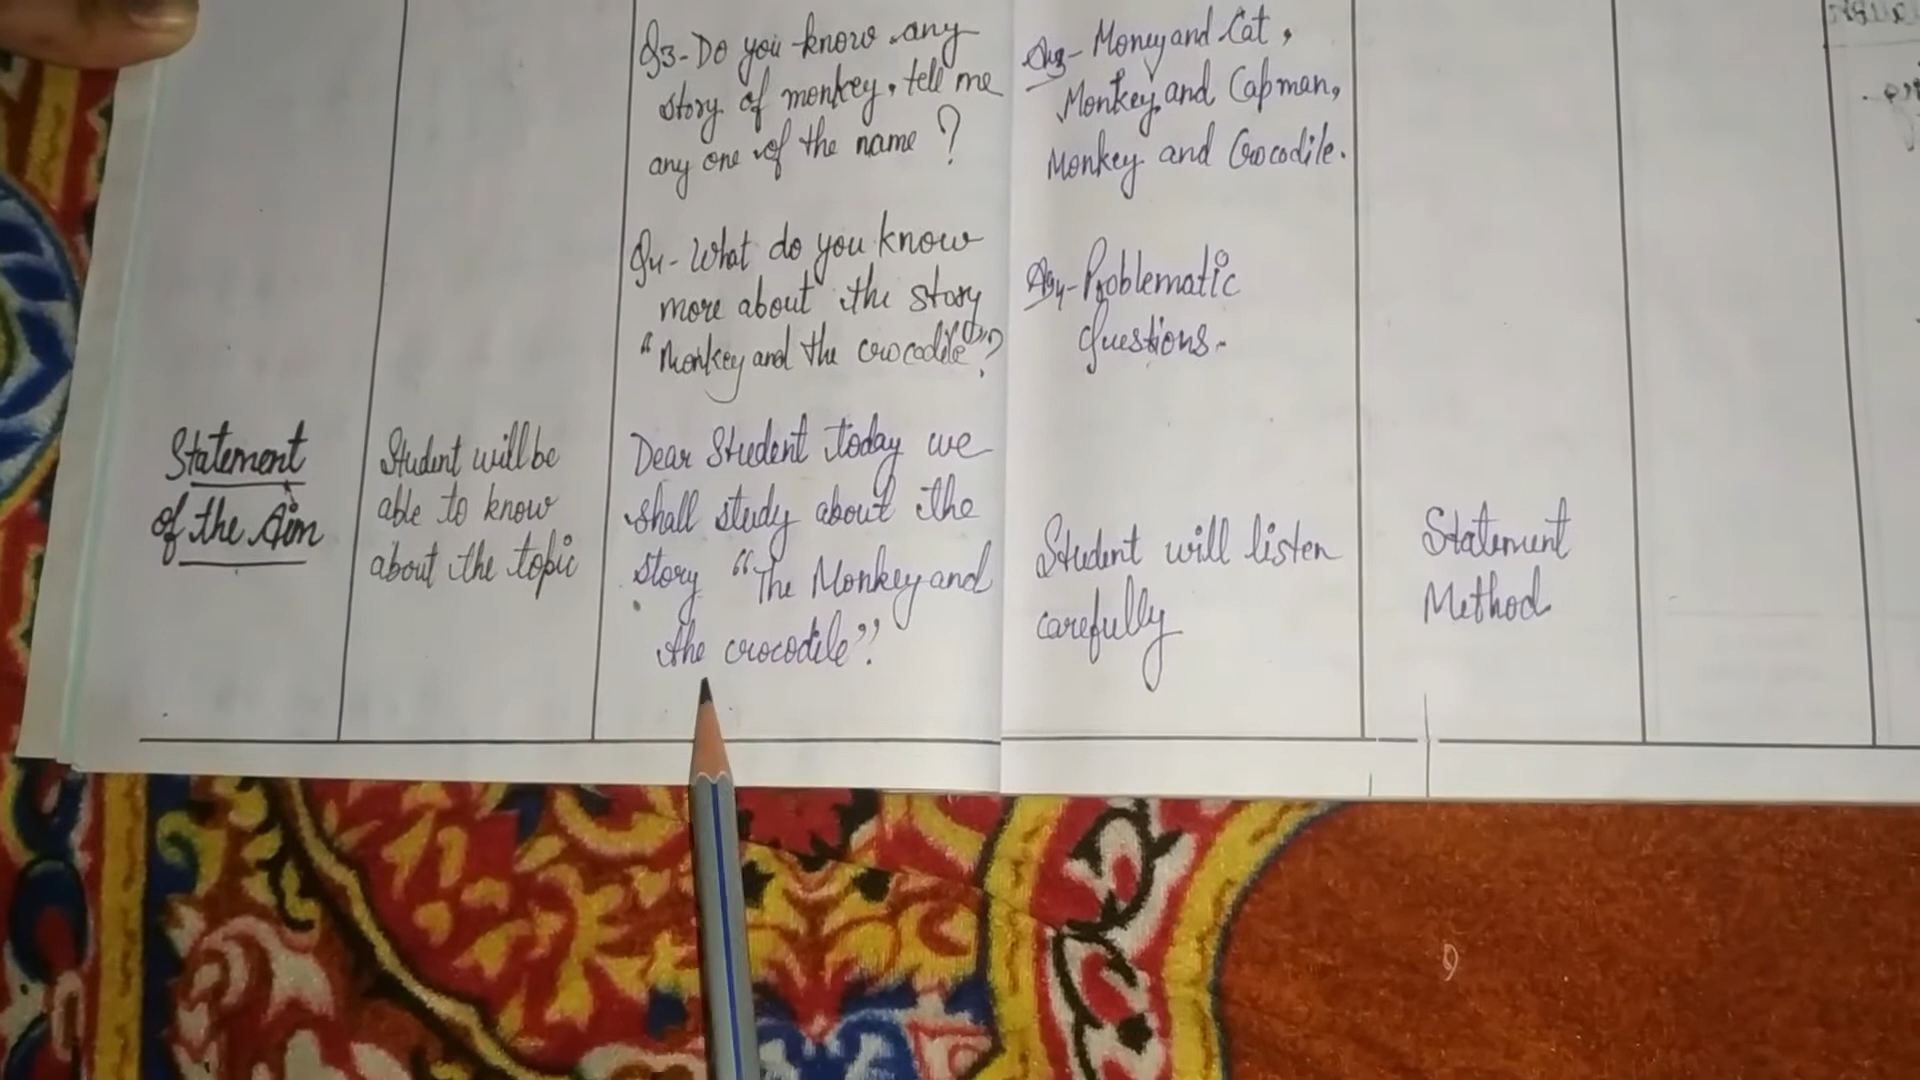 Q3- Do you know any
story of monkey, tell me
any one of the name ?
Ans3- Money and Cat,
Monkey and Capman,
Monkey and Crocodile.
Q4- What do you know
more about the story
"Monkey and the crocodile"?
Ans4- Problematic
questions.
Statement
of the Aim
Student will be
able to know
about the topic
Dear Student today we
shall study about the
story "The Monkey and
the crocodile".
Student will listen
carefully
Statement
Method